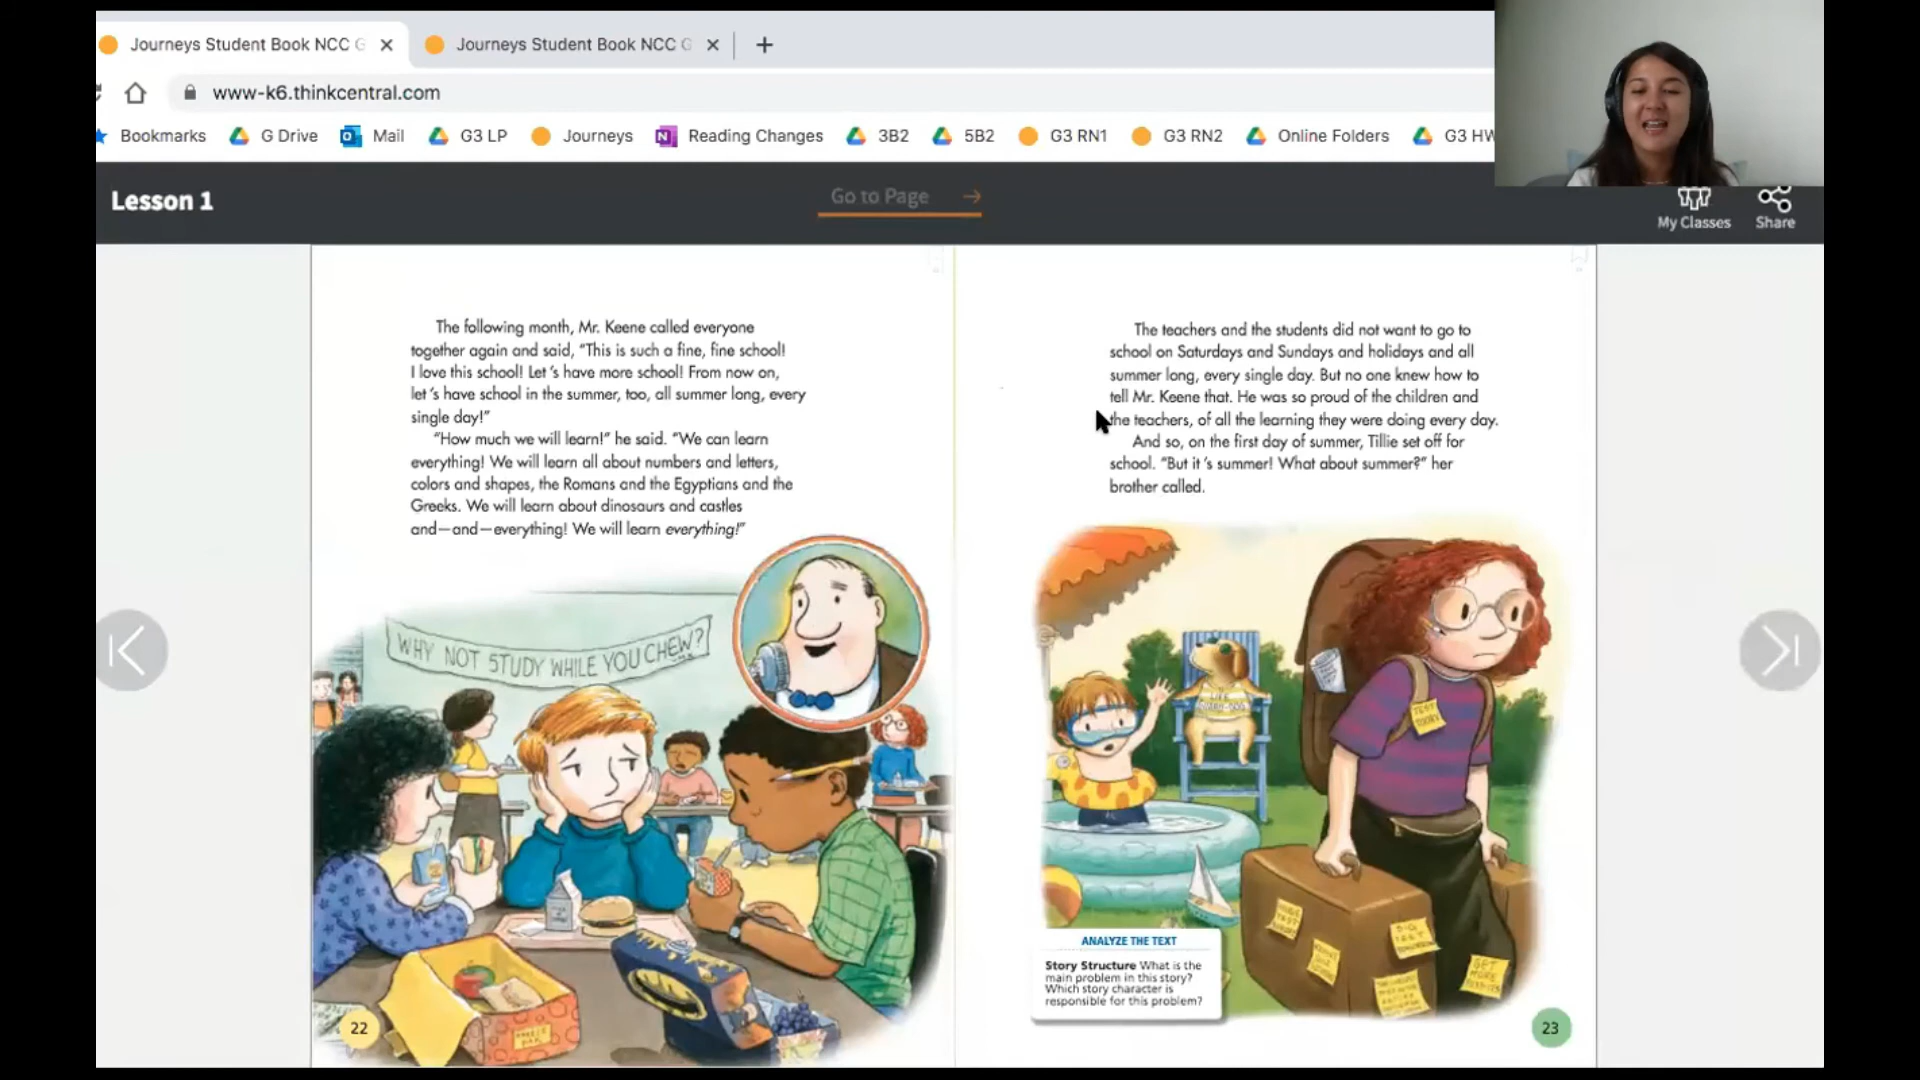 Journeys Student Book NCC G
Journeys Student Book NCC G
www-k6.thinkcentral.com
Bookmarks G Drive Mail G3 LP Journeys Reading Changes 3B2 5B2 G3 RN1 G3 RN2 Online Folders G3 HW
Lesson 1
Go to Page
My Classes
Share
The following month, Mr. Keene called everyone
together again and said, “This is such a fine, fine school!
I love this school! Let’s have more school! From now on,
let’s have school in the summer, too, all summer long, every
single day!”
“How much we will learn!” he said. “We can learn
everything! We will learn all about numbers and letters,
colors and shapes, the Romans and the Egyptians and the
Greeks. We will learn about dinosaurs and castles
and—and—everything! We will learn everything!”
WHY NOT STUDY WHILE YOU CHEW?
22
The teachers and the students did not want to go to
school on Saturdays and Sundays and holidays and all
summer long, every single day. But no one knew how to
tell Mr. Keene that. He was so proud of the children and
the teachers, of all the learning they were doing every day.
And so, on the first day of summer, Tillie set off for
school. “But it’s summer! What about summer?” her
brother called.
TEST
TODAY
BIG
TEST
GET
MORE
ANALYZE THE TEXT
Story Structure What is the
main problem in this story?
Which story character is
responsible for this problem?
23